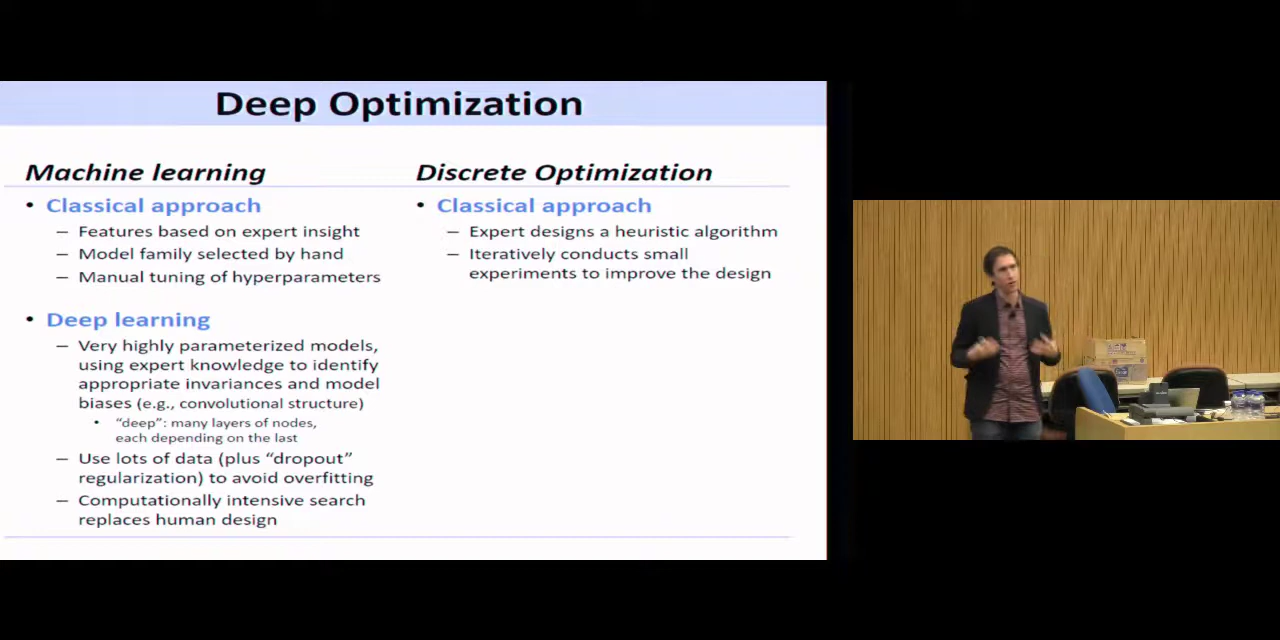 Deep Optimization
Machine learning
• Classical approach
– Features based on expert insight
– Model family selected by hand
– Manual tuning of hyperparameters
• Deep learning
– Very highly parameterized models,
using expert knowledge to identify
appropriate invariances and model
biases (e.g., convolutional structure)
• “deep”: many layers of nodes,
each depending on the last
– Use lots of data (plus “dropout”
regularization) to avoid overfitting
– Computationally intensive search
replaces human design
Discrete Optimization
• Classical approach
– Expert designs a heuristic algorithm
– Iteratively conducts small
experiments to improve the design